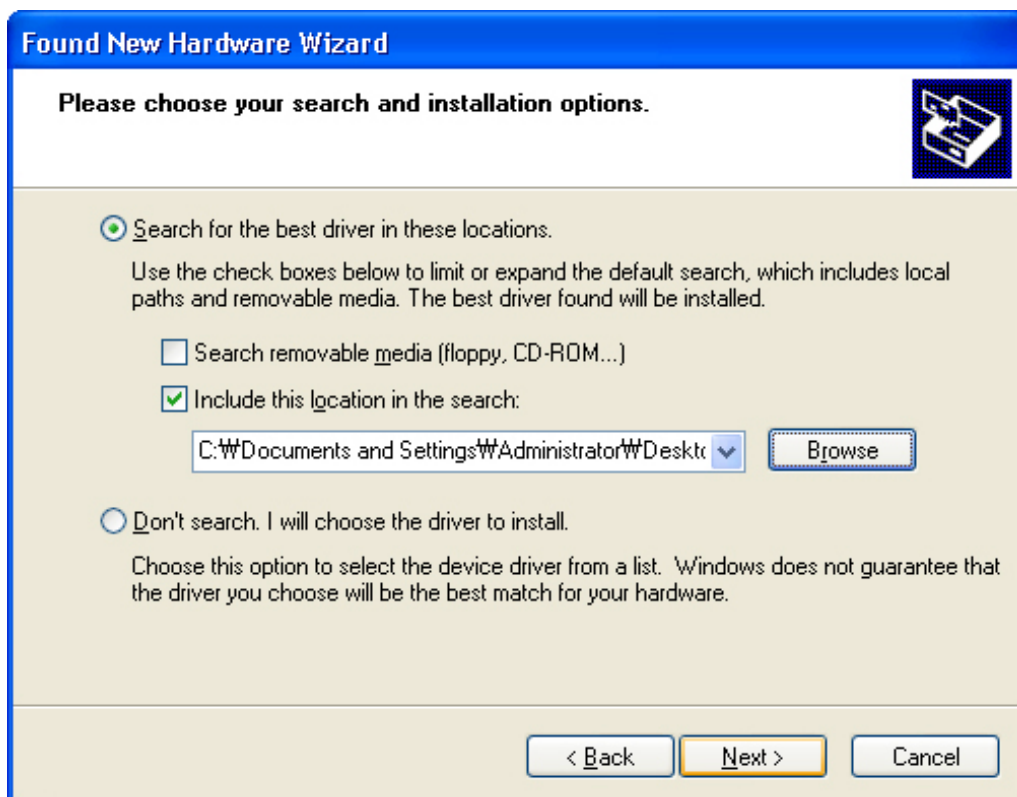 Found New Hardware Wizard
Please choose your search and installation options.
Search for the best driver in these locations.
Use the check boxes below to limit or expand the default search, which includes local
paths and removable media. The best driver found will be installed.
Search removable media (floppy, CD-ROM...)
Include this location in the search:
C:₩Documents and Settings₩Administrator₩Deskto
Browse
Don't search. I will choose the driver to install.
Choose this option to select the device driver from a list.  Windows does not guarantee that
the driver you choose will be the best match for your hardware.
< Back
Next >
Cancel